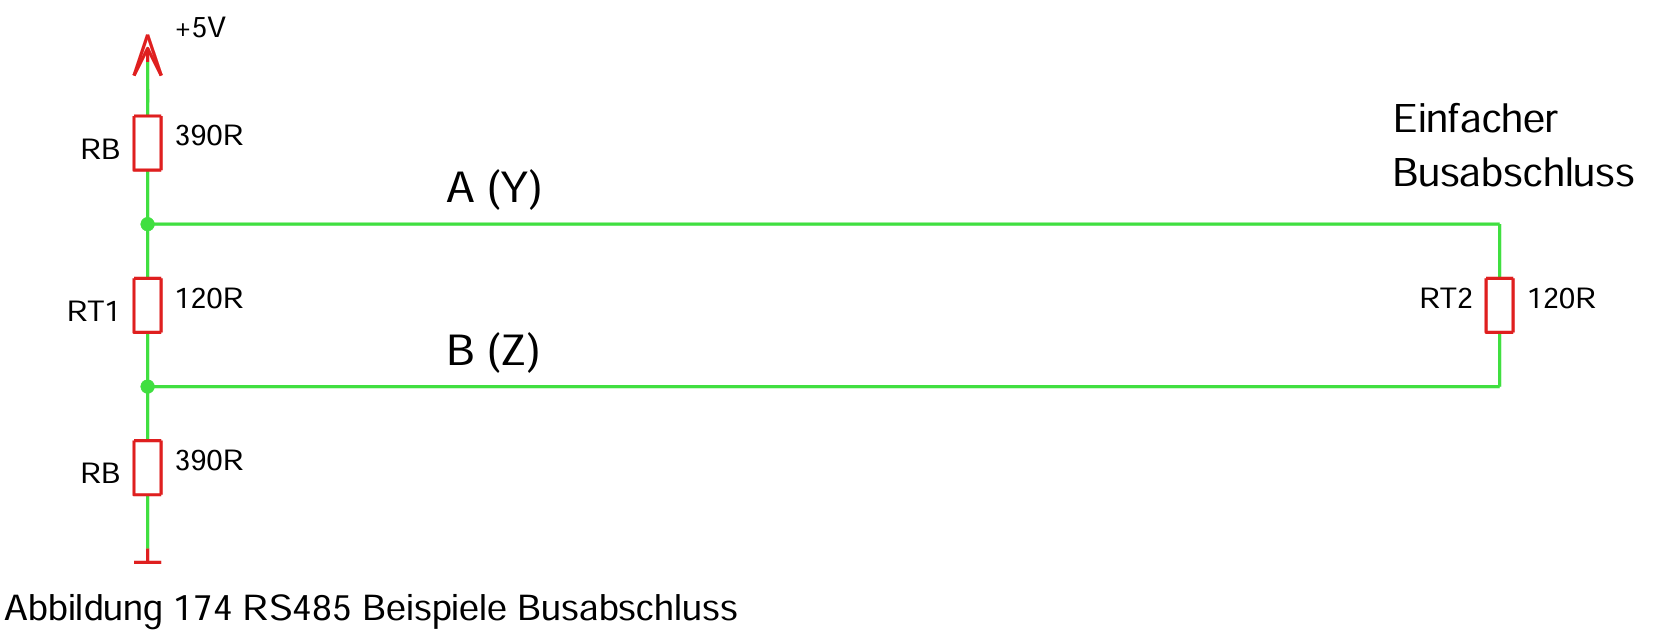 +5V
RB 390R
A (Y)
Einfacher
Busabschluss
RT1 120R
RT2 120R
B (Z)
RB 390R
Abbildung 174 RS485 Beispiele Busabschluss